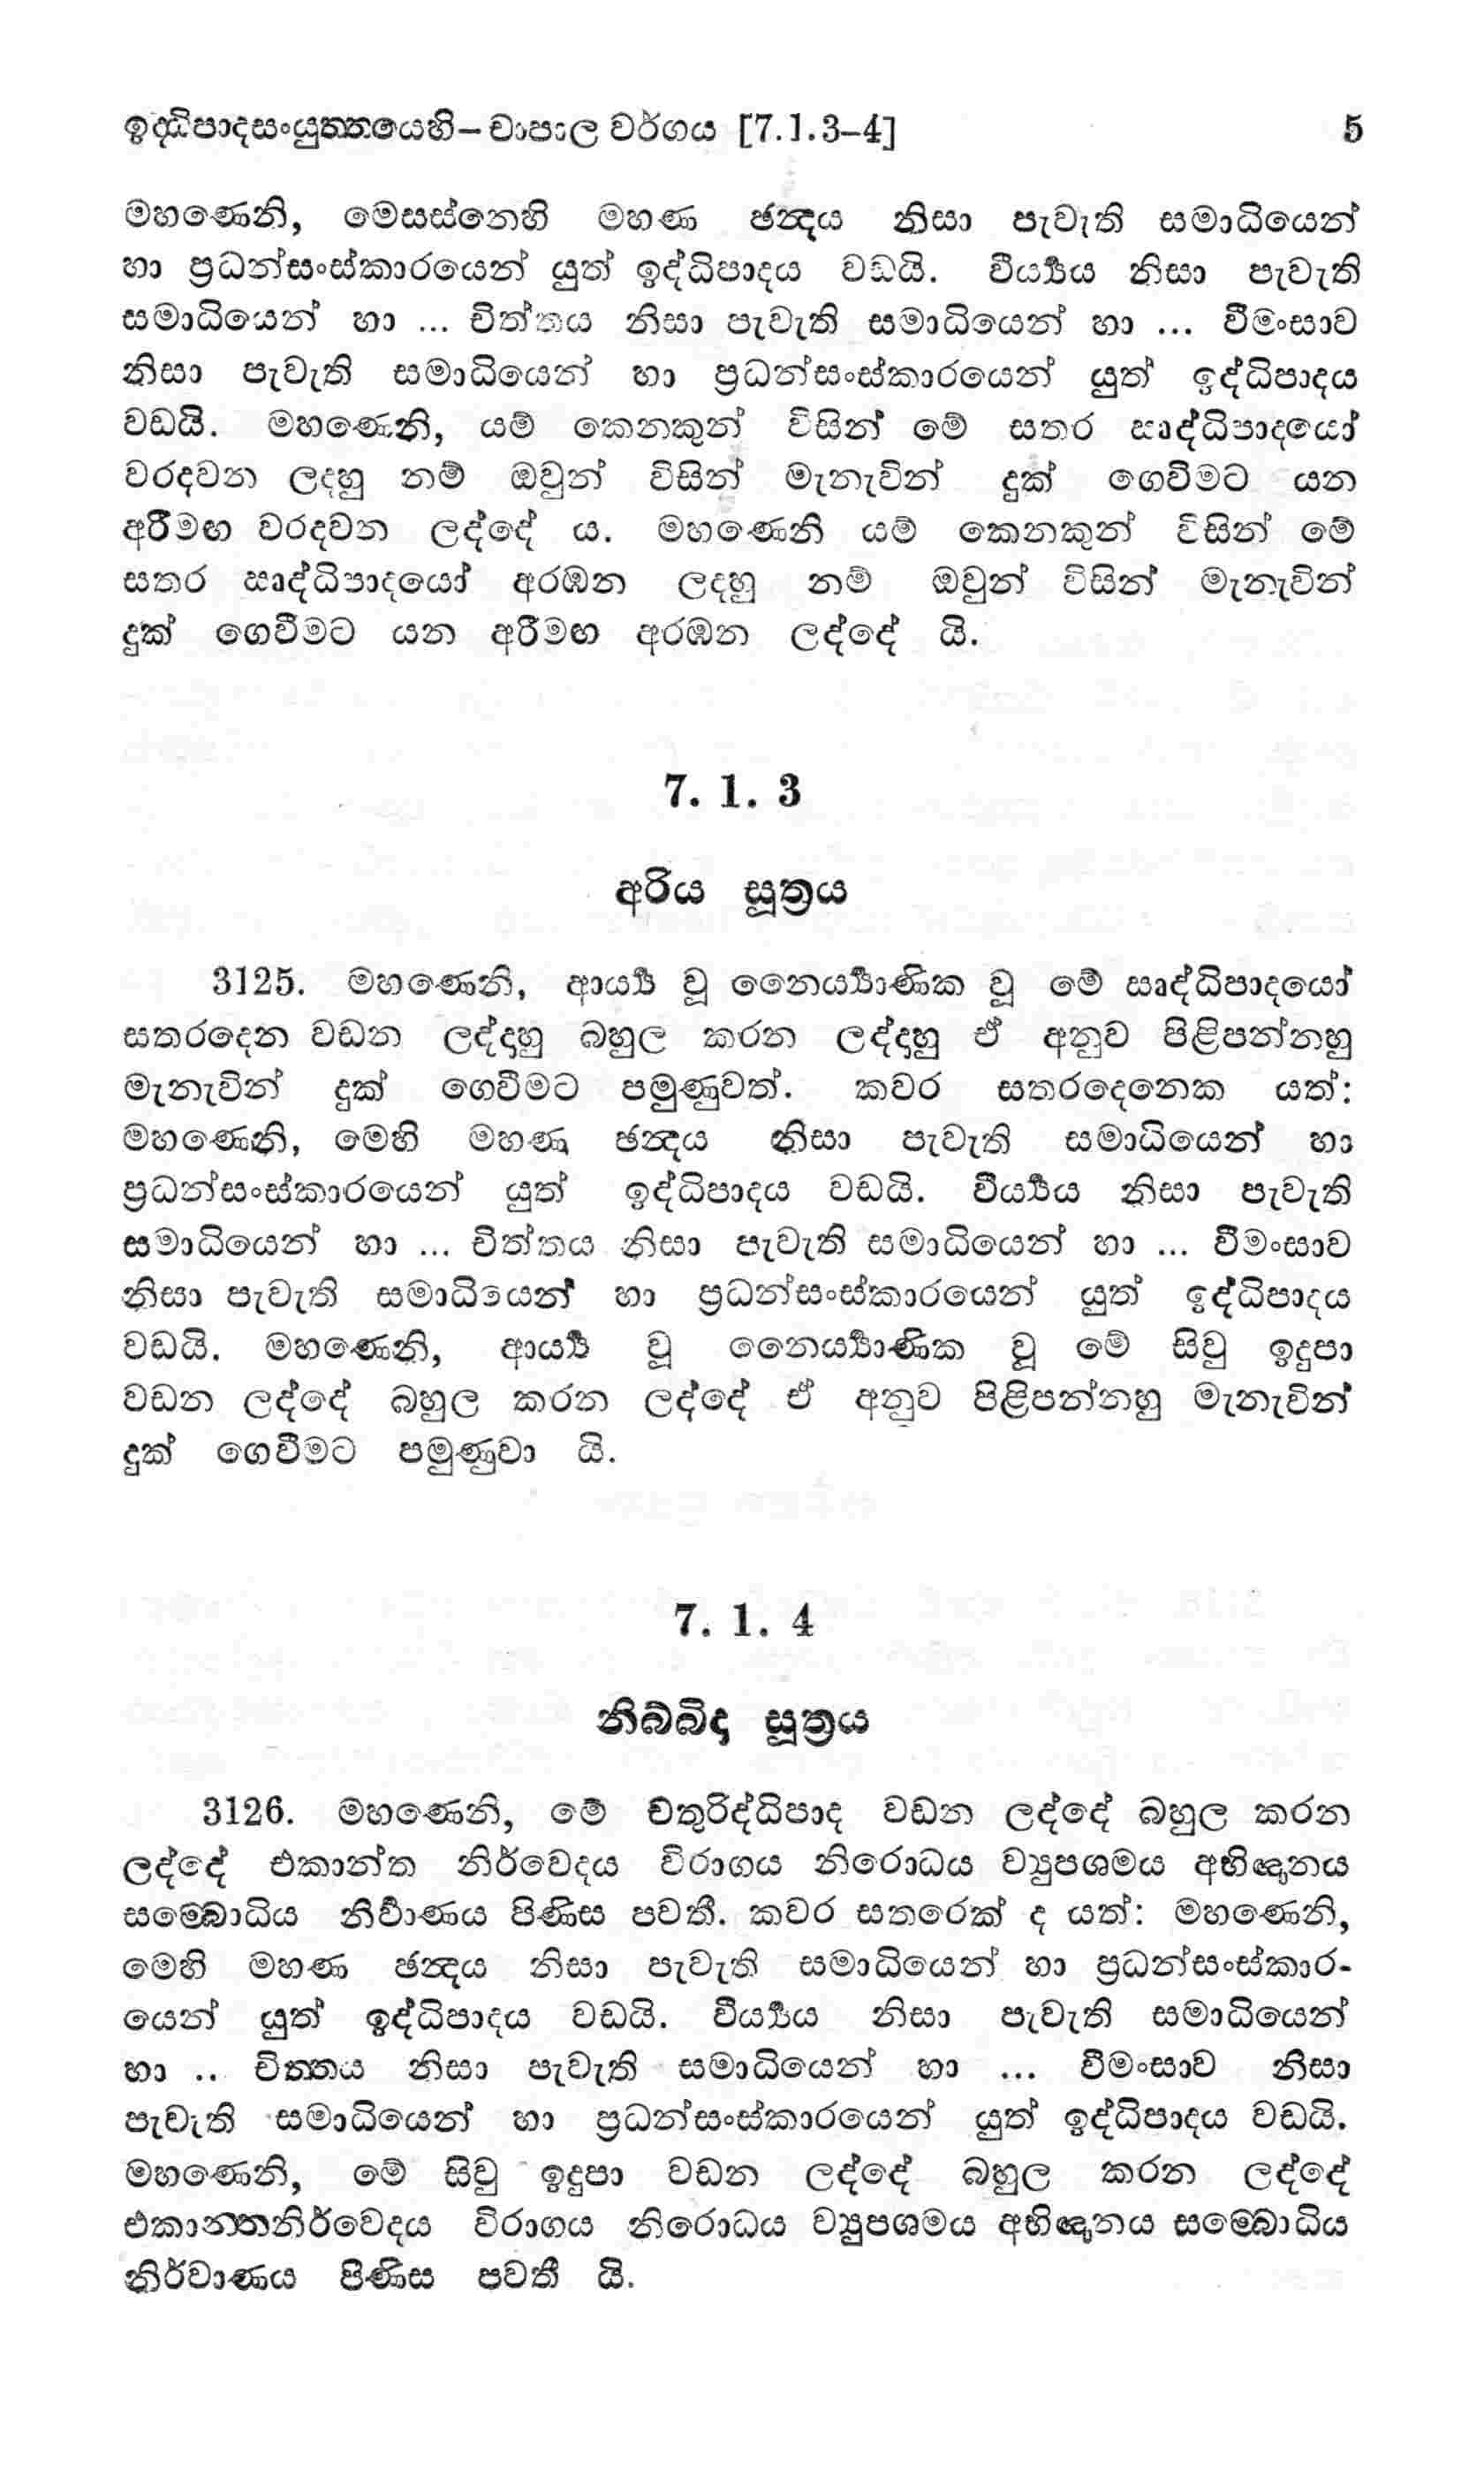 ඉද්ධිපාදසංයුත්තයෙහි – චාපාල වර්ගය [7.1.3–4] 5
මහණෙනි, මෙසස්නෙහි මහණ ඡන්දය නිසා පැවැති සමාධියෙන්
හා ප්‍රධන්සංස්කාරයෙන් යුත් ඉද්ධිපාදය වඩයි. වීර්‍ය්‍යය නිසා පැවැති
සමාධියෙන් හා ... චිත්තය නිසා පැවැති සමාධියෙන් හා ... වීමංසාව
නිසා පැවැති සමාධියෙන් හා ප්‍රධන්සංස්කාරයෙන් යුත් ඉද්ධිපාදය
වඩයි. මහණෙනි, යම් කෙනකුන් විසින් මේ සතර ඍද්ධිපාදයෝ
වරදවන ලදහු නම් ඔවුන් විසින් මැනැවින් දුක් ගෙවීමට යන
අරීමඟ වරදවන ලද්දේ ය. මහණෙනි යම් කෙනකුන් විසින් මේ
සතර ඍද්ධිපාදයෝ අරඹන ලදහු නම් ඔවුන් විසින් මැනැවින්
දුක් ගෙවීමට යන අරීමඟ අරඹන ලද්දේ යි.
7. 1. 3
අරිය සූත්‍රය
3125. මහණෙනි, ආර්‍ය්‍ය වූ නෛර්‍ය්‍යාණික වූ මේ ඍද්ධිපාදයෝ
සතරදෙන වඩන ලද්දාහු බහුල කරන ලද්දාහු ඒ අනුව පිළිපන්නහු
මැනැවින් දුක් ගෙවීමට පමුණුවත්. කවර සතරදෙනෙක යත්:
මහණෙනි, මෙහි මහණ ඡන්දය නිසා පැවැති සමාධියෙන් හා
ප්‍රධන්සංස්කාරයෙන් යුත් ඉද්ධිපාදය වඩයි. වීර්‍ය්‍යය නිසා පැවැති
සමාධියෙන් හා ... චිත්තය නිසා පැවැති සමාධියෙන් හා ... වීමංසාව
නිසා පැවැති සමාධියෙන් හා ප්‍රධන්සංස්කාරයෙන් යුත් ඉද්ධිපාදය
වඩයි. මහණෙනි, ආර්‍ය්‍ය වූ නෛර්‍ය්‍යාණික වූ මේ සිවු ඉදුපා
වඩන ලද්දේ බහුල කරන ලද්දේ ඒ අනුව පිළිපන්නහු මැනැවින්
දුක් ගෙවීමට පමුණුවා යි.
7. 1. 4
නිබ්බිදා සූත්‍රය
3126. මහණෙනි, මේ චතුරිද්ධිපාද වඩන ලද්දේ බහුල කරන
ලද්දේ එකාන්ත නිර්වෙදය විරාගය නිරොධය ව්‍යුපශමය අභිඥානය
සම්බොධිය නිර්‍වාණය පිණිස පවතී. කවර සතරෙක් ද යත්: මහණෙනි,
මෙහි මහණ ඡන්දය නිසා පැවැති සමාධියෙන් හා ප්‍රධන්සංස්කාර-
යෙන් යුත් ඉද්ධිපාදය වඩයි. වීර්‍ය්‍යය නිසා පැවැති සමාධියෙන්
හා .. චිත්තය නිසා පැවැති සමාධියෙන් හා ... වීමංසාව නිසා
පැවැති සමාධියෙන් හා ප්‍රධන්සංස්කාරයෙන් යුත් ඉද්ධිපාදය වඩයි.
මහණෙනි, මේ සිවු ඉදුපා වඩන ලද්දේ බහුල කරන ලද්දේ
එකාන්තනිර්වෙදය විරාගය නිරොධය ව්‍යුපශමය අභිඥානය සම්බොධිය
නිර්වාණය පිණිස පවතී යි.